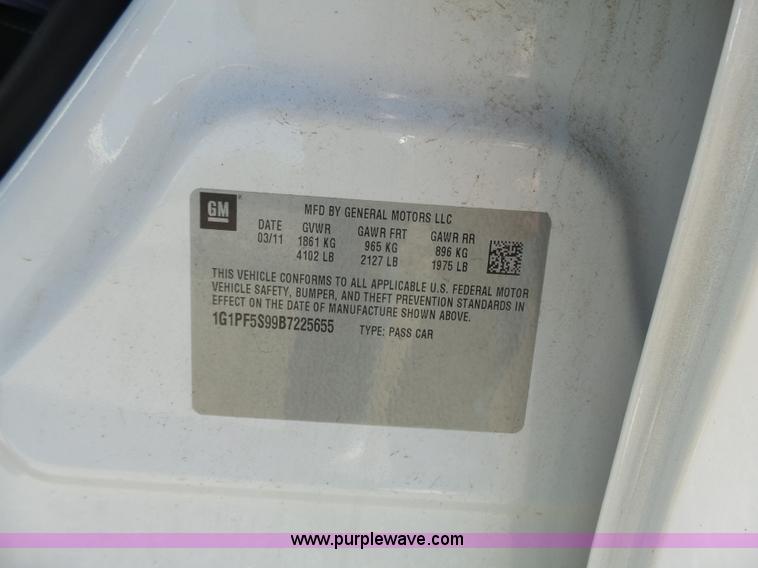 GM
MFD BY GENERAL MOTORS LLC
DATE GVWR GAWR FRT GAWR RR
03/11 1861 KG 965 KG 896 KG
4102 LB 2127 LB 1975 LB
THIS VEHICLE CONFORMS TO ALL APPLICABLE U.S. FEDERAL MOTOR
VEHICLE SAFETY, BUMPER, AND THEFT PREVENTION STANDARDS IN
EFFECT ON THE DATE OF MANUFACTURE SHOWN ABOVE.
1G1PF5S99B7225655 TYPE: PASS CAR
www.purplewave.com